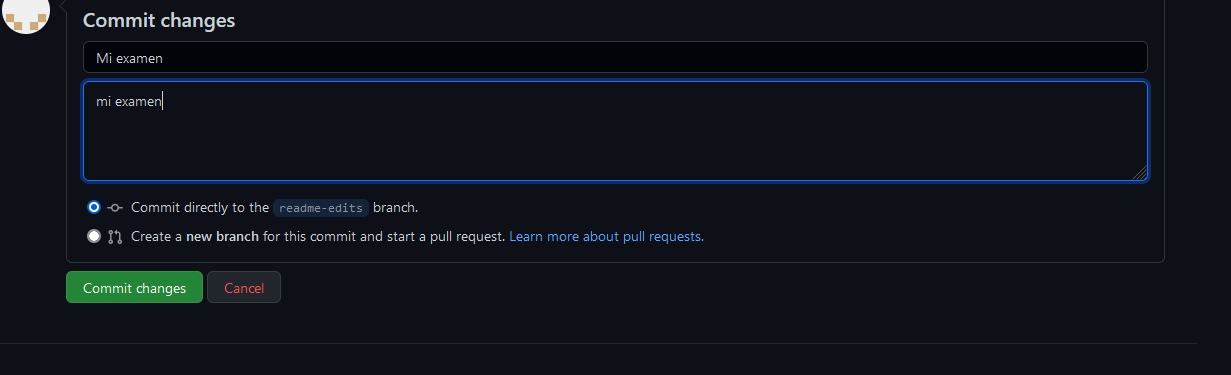 Commit changes
Mi examen
mi examen
Commit directly to the readme-edits branch.
Create a new branch for this commit and start a pull request. Learn more about pull requests.
Commit changes Cancel